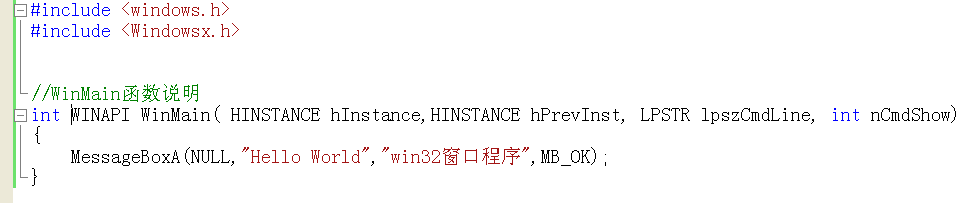 #include <windows.h>
#include <Windowsx.h>
//WinMain函数说明
int WINAPI WinMain( HINSTANCE hInstance,HINSTANCE hPrevInst, LPSTR lpszCmdLine, int nCmdShow)
{
MessageBoxA(NULL,"Hello World","win32窗口程序",MB_OK);
}